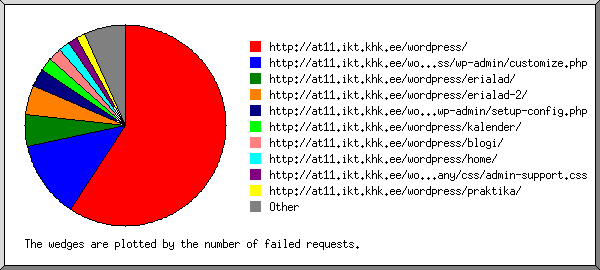 http://at11.ikt.khk.ee/wordpress/
http://at11.ikt.khk.ee/wo...ss/wp-admin/customize.php
http://at11.ikt.khk.ee/wordpress/erialad/
http://at11.ikt.khk.ee/wordpress/erialad-2/
http://at11.ikt.khk.ee/wo...wp-admin/setup-config.php
http://at11.ikt.khk.ee/wordpress/kalender/
http://at11.ikt.khk.ee/wordpress/blogi/
http://at11.ikt.khk.ee/wordpress/home/
http://at11.ikt.khk.ee/wo...any/css/admin-support.css
http://at11.ikt.khk.ee/wordpress/praktika/
Other
The wedges are plotted by the number of failed requests.